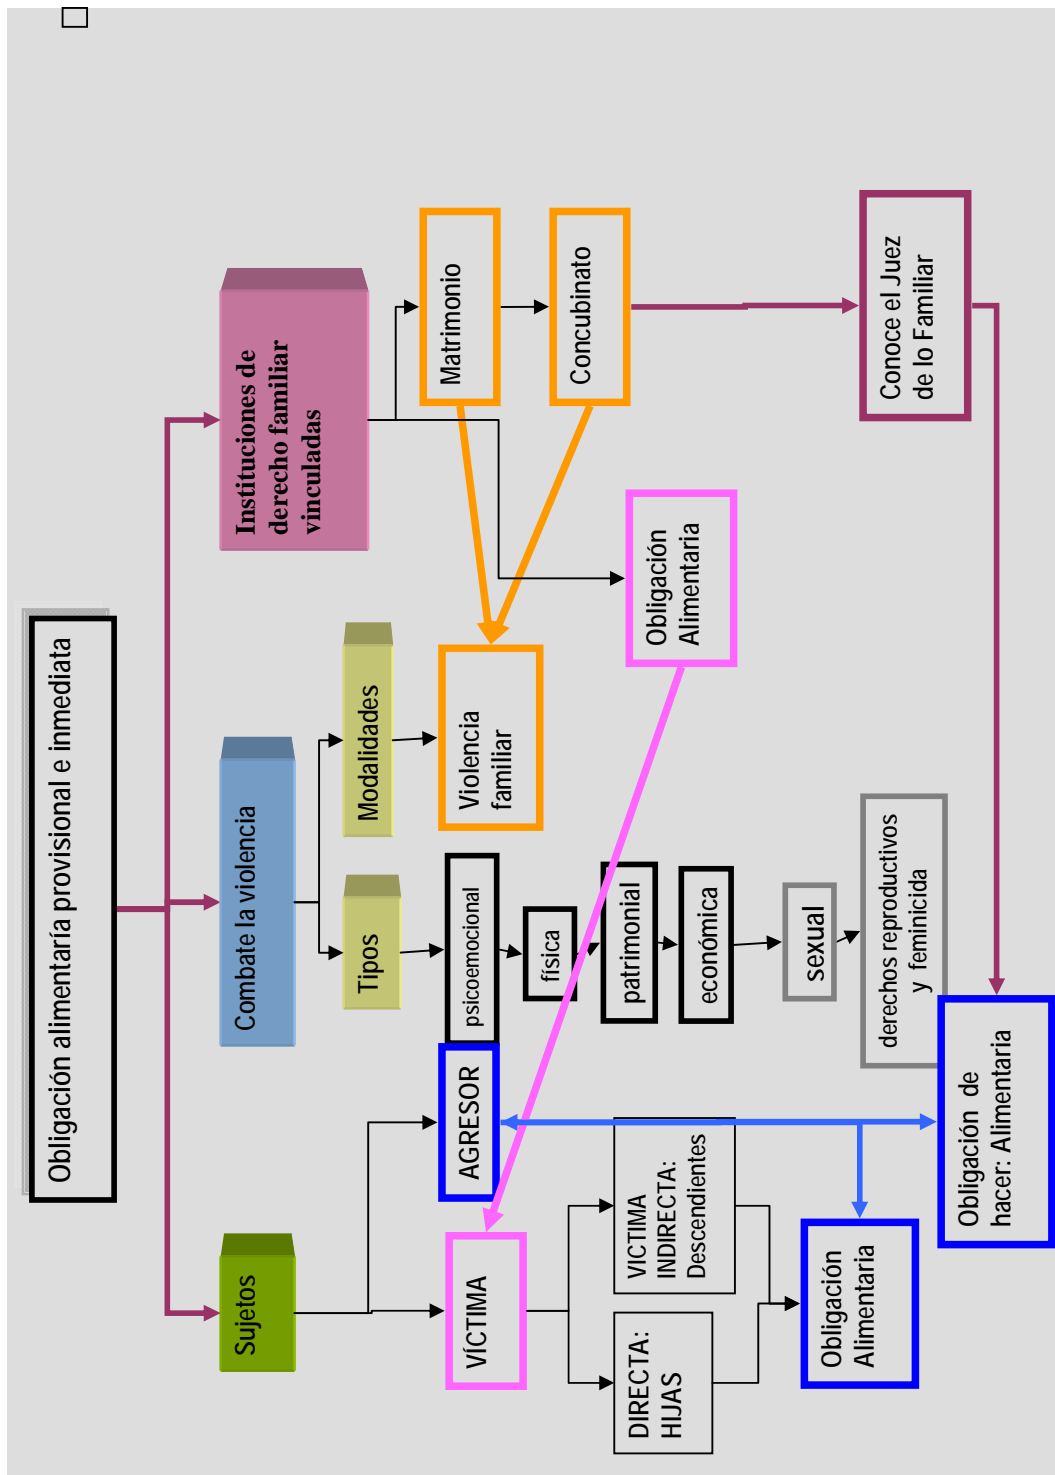 Obligación alimentaría provisional e inmediata
Sujetos
Combate la violencia
Instituciones de
derecho familiar
vinculadas
Tipos
Modalidades
VÍCTIMA
AGRESOR
psicoemocional
física
patrimonial
económica
sexual
derechos reproductivos
y feminicida
Violencia
familiar
Matrimonio
Concubinato
Obligación
Alimentaria
DIRECTA:
HIJAS
VICTIMA
INDIRECTA:
Descendientes
Obligación
Alimentaria
Obligación de
hacer: Alimentaria
Conoce el Juez
de lo Familiar